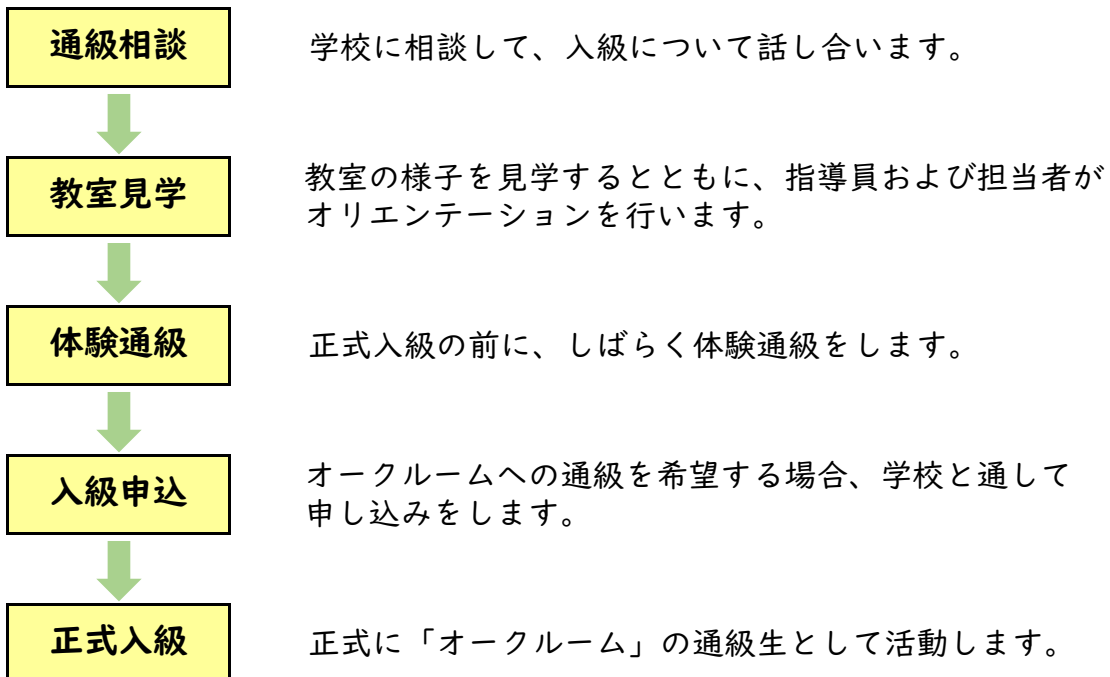 通級相談
学校に相談して、入級について話し合います。
教室見学
教室の様子を見学するとともに、指導員および担当者が
オリエンテーションを行います。
体験通級
正式入級の前に、しばらく体験通級をします。
入級申込
オークルームへの通級を希望する場合、学校と通して
申し込みをします。
正式入級
正式に「オークルーム」の通級生として活動します。